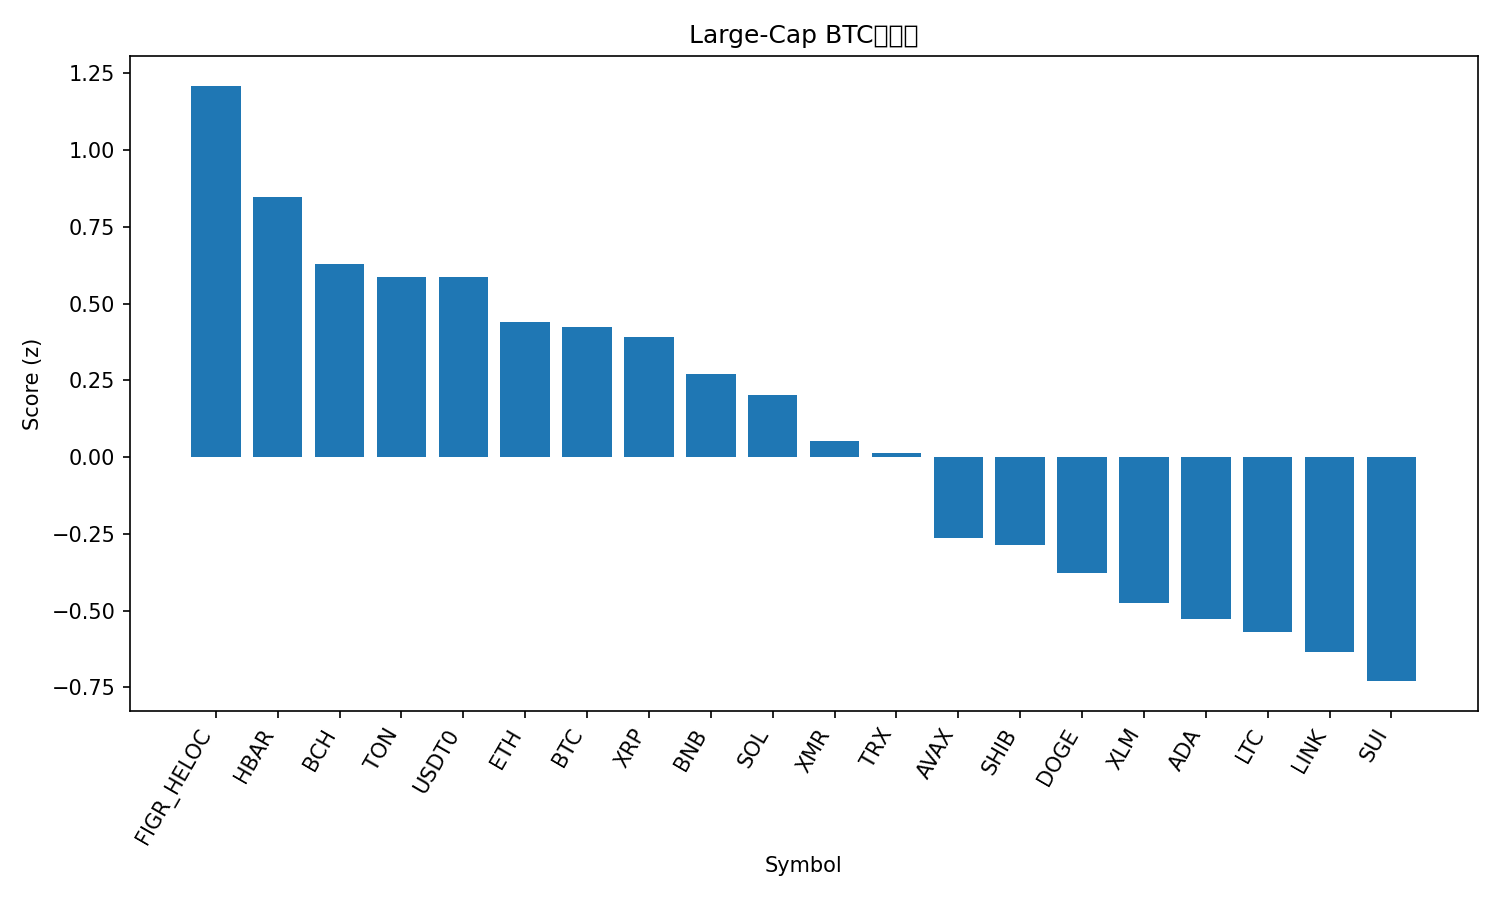 Large-Cap BTC
1.25
1.00
0.75
0.50
0.25
0.00
−0.25
−0.50
−0.75
Score (z)
FIGR_HELOC
HBAR
BCH
TON
USDT0
ETH
BTC
XRP
BNB
SOL
XMR
TRX
AVAX
SHIB
DOGE
XLM
ADA
LTC
LINK
SUI
Symbol